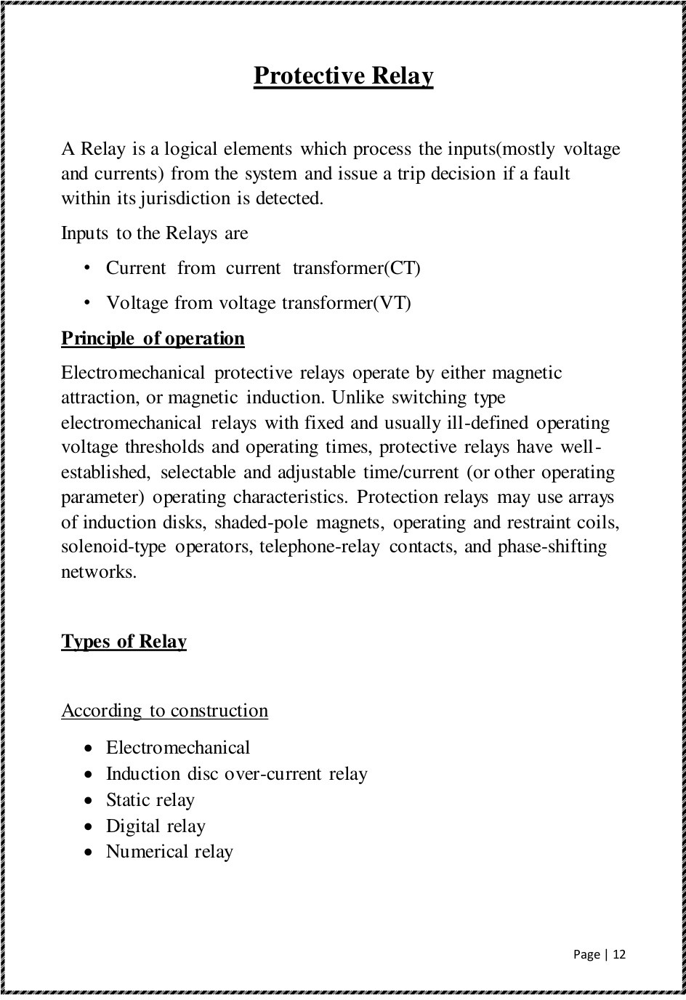 Protective Relay
A Relay is a logical elements which process the inputs(mostly voltage
and currents) from the system and issue a trip decision if a fault
within its jurisdiction is detected.
Inputs to the Relays are
• Current from current transformer(CT)
• Voltage from voltage transformer(VT)
Principle of operation
Electromechanical protective relays operate by either magnetic
attraction, or magnetic induction. Unlike switching type
electromechanical relays with fixed and usually ill-defined operating
voltage thresholds and operating times, protective relays have well-
established, selectable and adjustable time/current (or other operating
parameter) operating characteristics. Protection relays may use arrays
of induction disks, shaded-pole magnets, operating and restraint coils,
solenoid-type operators, telephone-relay contacts, and phase-shifting
networks.
Types of Relay
According to construction
• Electromechanical
• Induction disc over-current relay
• Static relay
• Digital relay
• Numerical relay
Page | 12